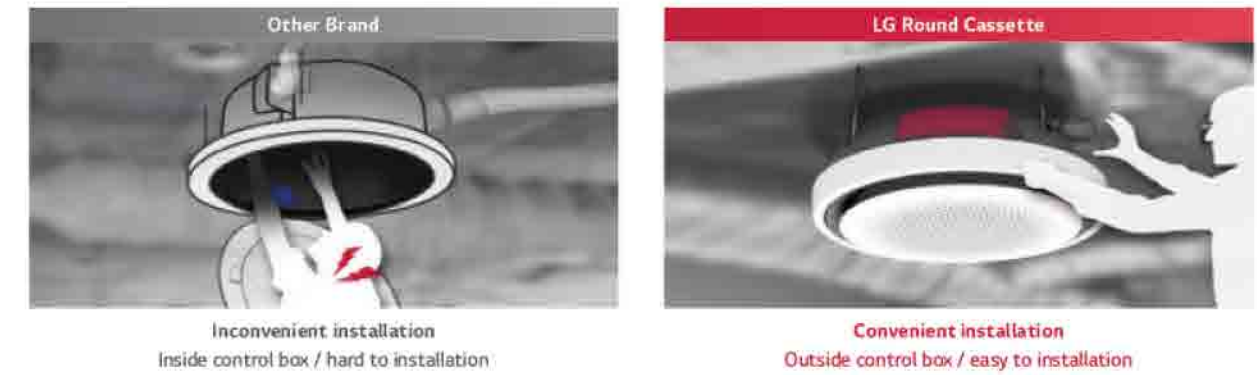 Other Brand
LG Round Cassette
Inconvenient installation
Inside control box / hard to installation
Convenient installation
Outside control box / easy to installation